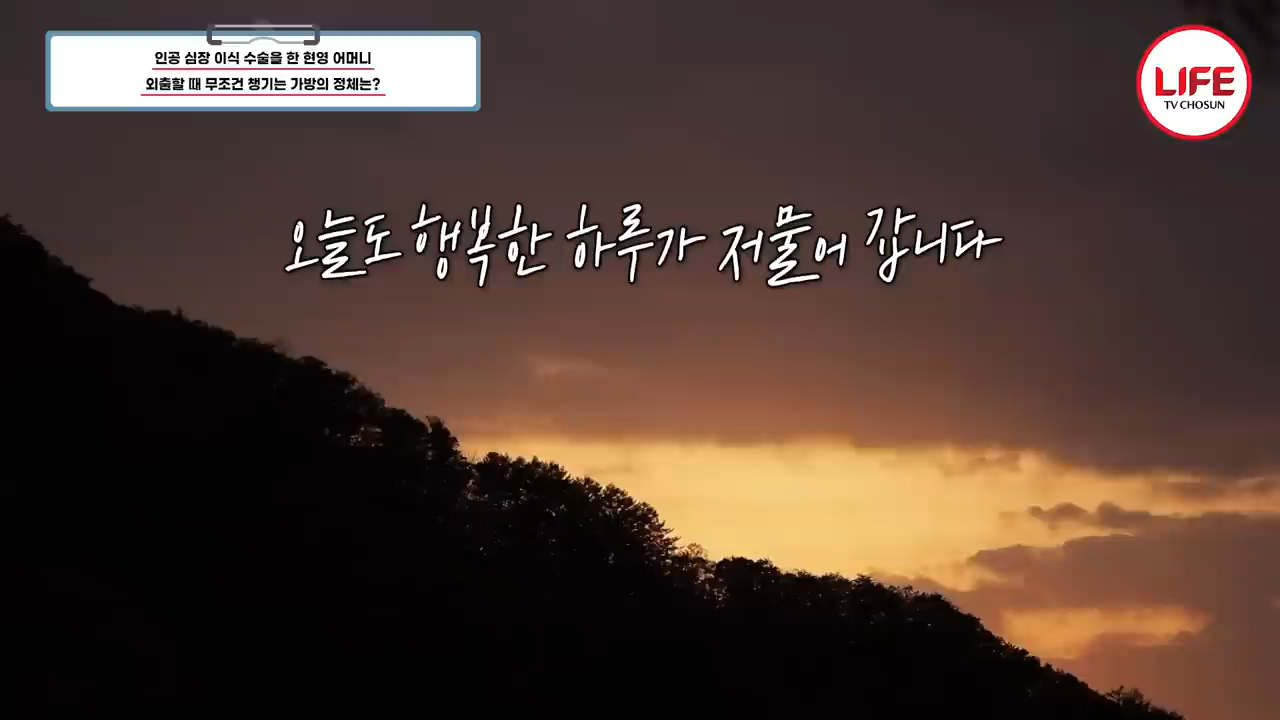 인공 심장 이식 수술을 한 현영 어머니
외출할 때 무조건 챙기는 가방의 정체는?
LIFE
TV CHOSUN
오늘도 행복한 하루가 저물어 갑니다